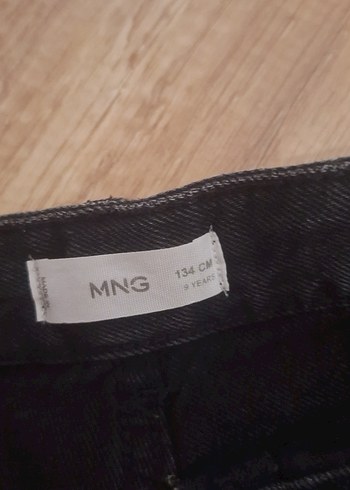 MNG
134 CM
9 YEARS